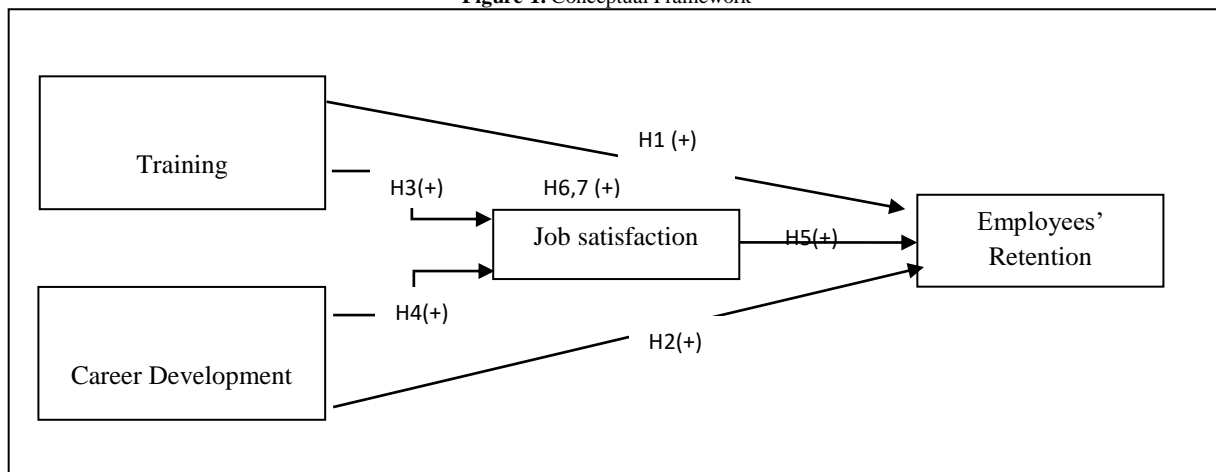 Figure 1. Conceptual Framework
H1 (+)
Training
H3(+)
H6,7 (+)
Employees'
Retention
Job satisfaction
H5(+)
H4(+)
H2(+)
Career Development